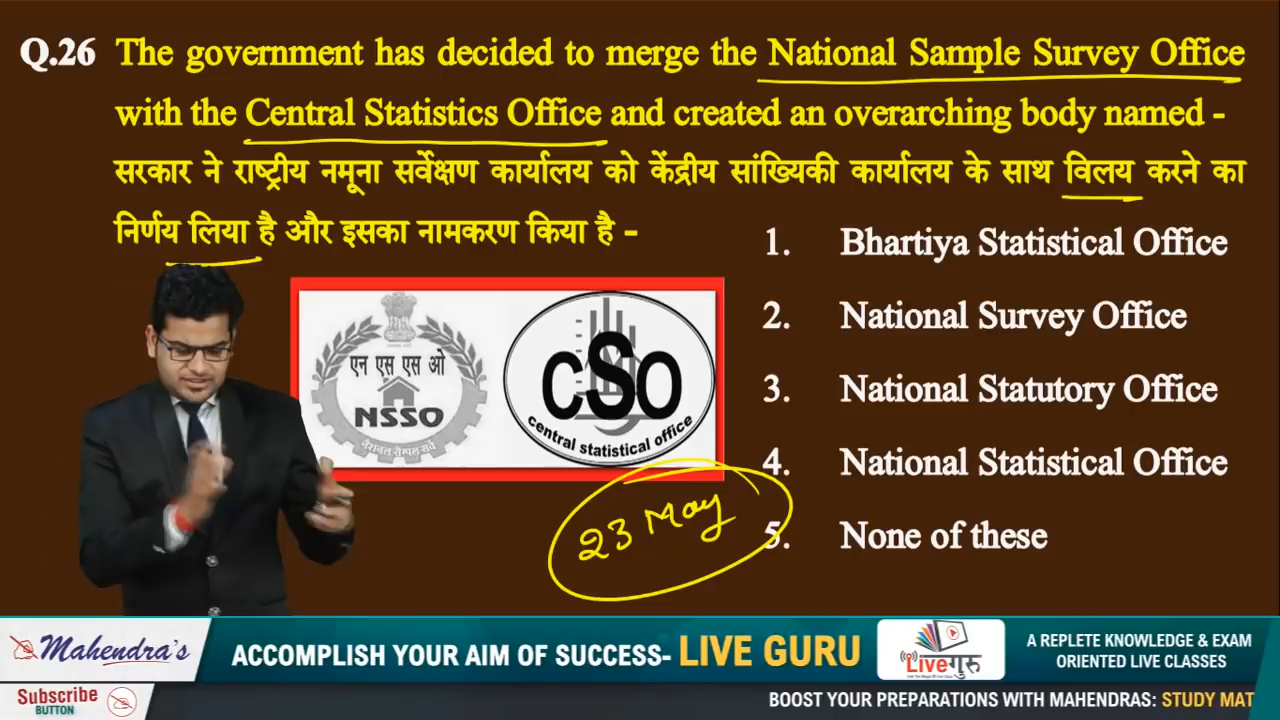 Q.26 The government has decided to merge the National Sample Survey Office
with the Central Statistics Office and created an overarching body named -
सरकार ने राष्ट्रीय नमूना सर्वेक्षण कार्यालय को केंद्रीय सांख्यिकी कार्यालय के साथ विलय करने का
निर्णय लिया है और इसका नामकरण किया है -
1. Bhartiya Statistical Office
2. National Survey Office
3. National Statutory Office
4. National Statistical Office
5. None of these
एन एस एस ओ
NSSO
नेशनल सैम्पल सर्वे
CSO
central statistical office
23 May
Mahendra's
ACCOMPLISH YOUR AIM OF SUCCESS- LIVE GURU
Liveगुरु
A REPLETE KNOWLEDGE & EXAM
ORIENTED LIVE CLASSES
Subscribe
BUTTON
BOOST YOUR PREPARATIONS WITH MAHENDRAS: STUDY MAT